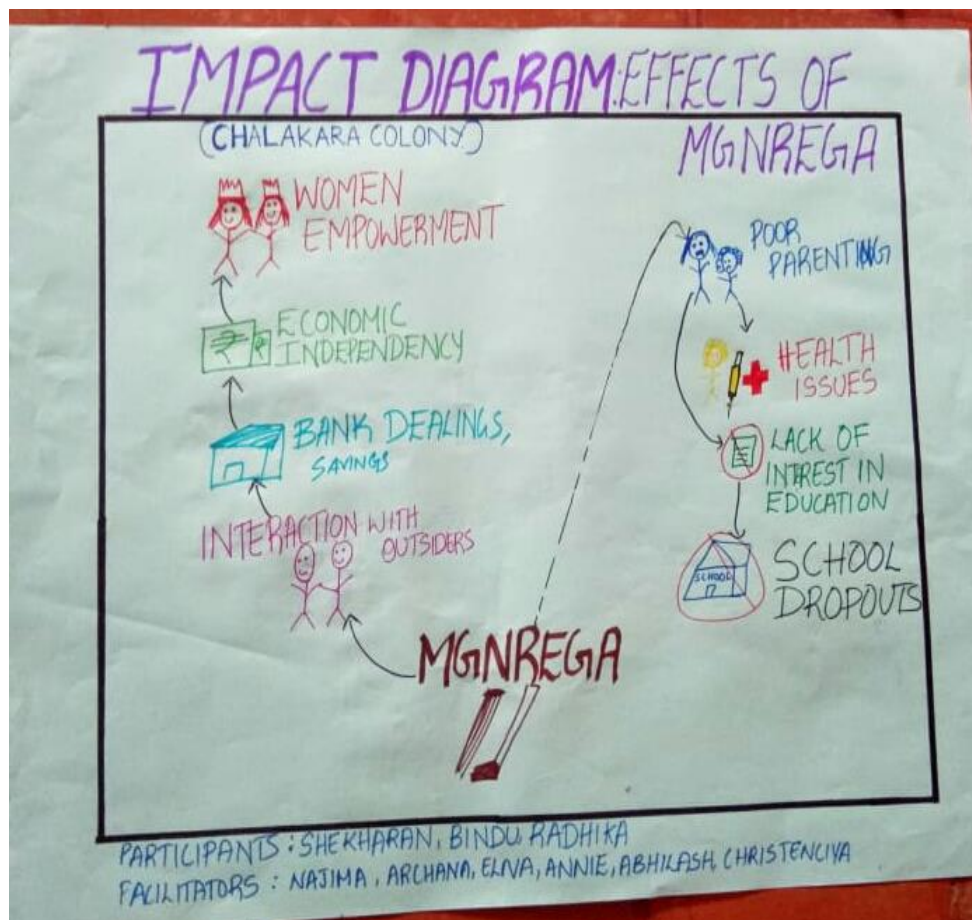 IMPACT DIAGRAM:EFFECTS OF
MGNREGA
(CHALAKARA COLONY)
WOMEN
EMPOWERMENT
ECONOMIC
INDEPENDENCY
BANK DEALINGS,
SAVINGS
INTERACTION WITH
OUTSIDERS
MGNREGA
POOR
PARENTING
HEALTH
ISSUES
LACK OF
INTREST IN
EDUCATION
SCHOOL
DROPOUTS
SCHOOL
PARTICIPANTS : SHEKHARAN, BINDU, RADHIKA
FACILITATORS : NAJIMA, ARCHANA, ELNA, ANNIE, ABHILASH, CHRISTENCIYA